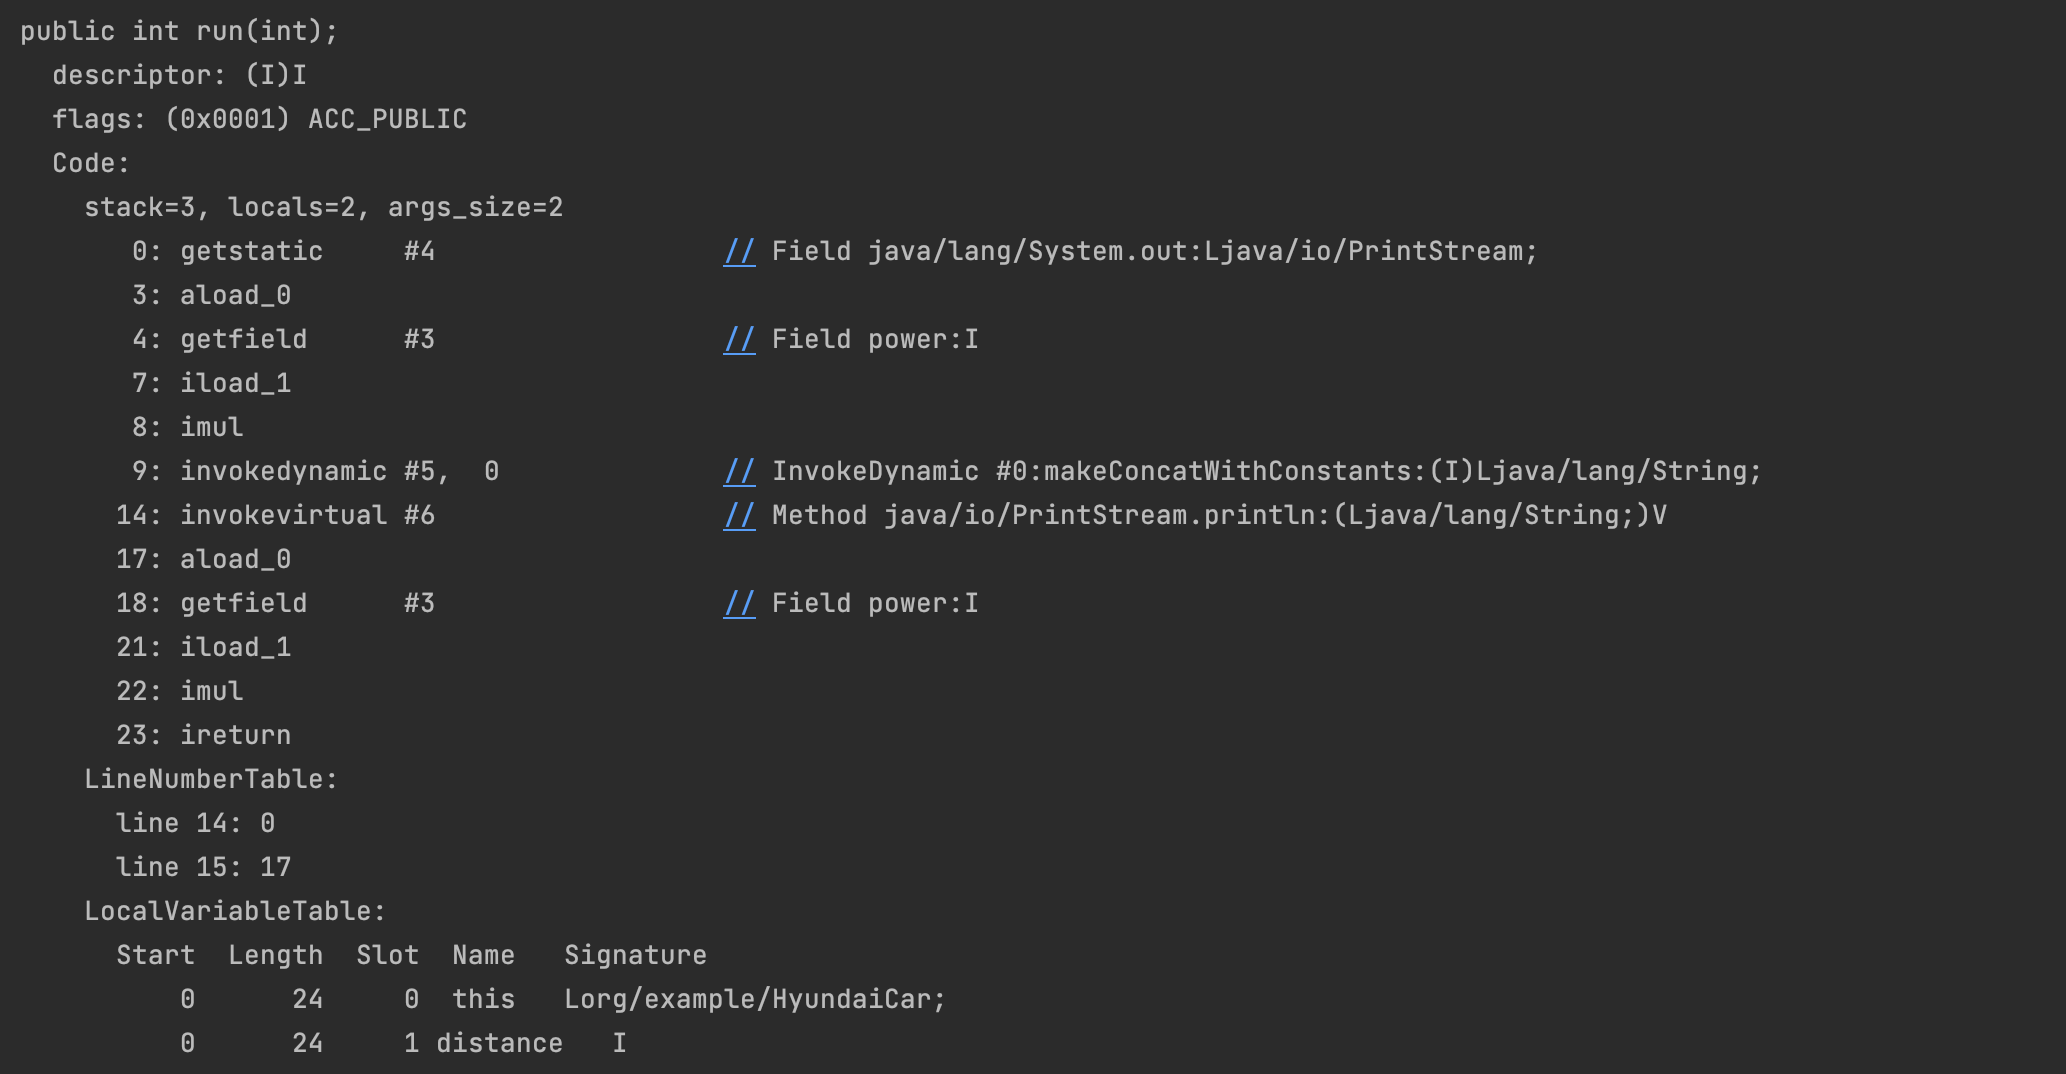 public int run(int);
descriptor: (I)I
flags: (0x0001) ACC_PUBLIC
Code:
stack=3, locals=2, args_size=2
0: getstatic     #4                  // Field java/lang/System.out:Ljava/io/PrintStream;
3: aload_0
4: getfield      #3                  // Field power:I
7: iload_1
8: imul
9: invokedynamic #5,  0              // InvokeDynamic #0:makeConcatWithConstants:(I)Ljava/lang/String;
14: invokevirtual #6                  // Method java/io/PrintStream.println:(Ljava/lang/String;)V
17: aload_0
18: getfield      #3                  // Field power:I
21: iload_1
22: imul
23: ireturn
LineNumberTable:
line 14: 0
line 15: 17
LocalVariableTable:
Start  Length  Slot  Name   Signature
0      24     0  this   Lorg/example/HyundaiCar;
0      24     1 distance   I